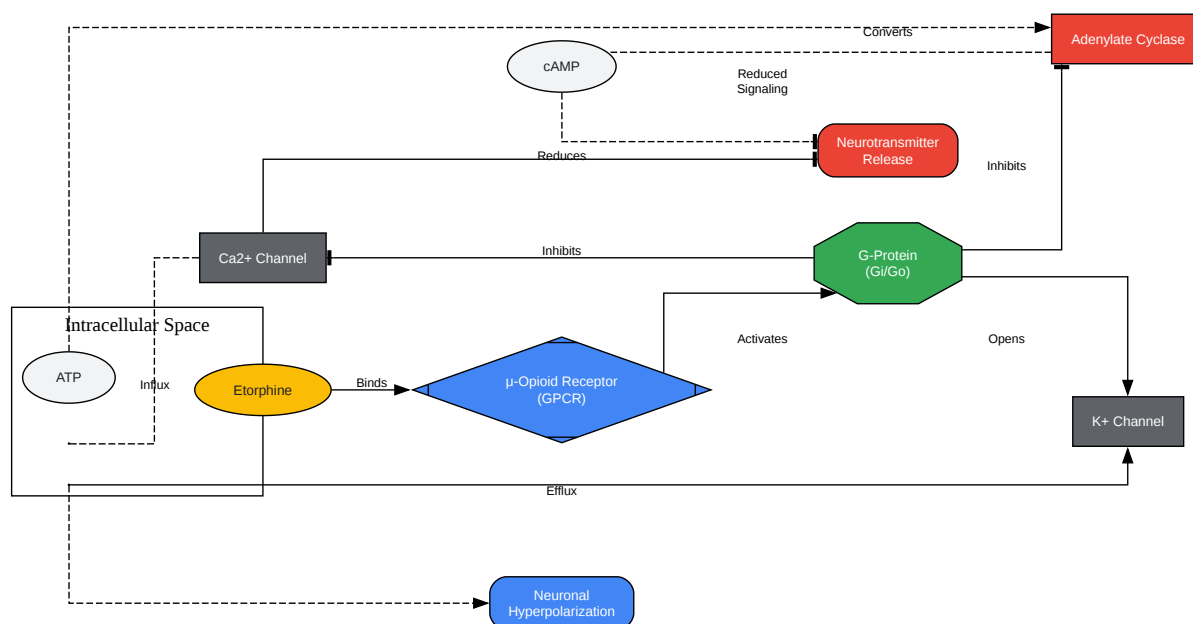 Converts
Adenylate Cyclase
cAMP
Reduced
Signaling
Neurotransmitter
Release
Reduces
Inhibits
Ca2+ Channel
Inhibits
G-Protein
(Gi/Go)
Intracellular Space
Activates
Opens
ATP
Influx
Etorphine
Binds
μ-Opioid Receptor
(GPCR)
K+ Channel
Efflux
Neuronal
Hyperpolarization